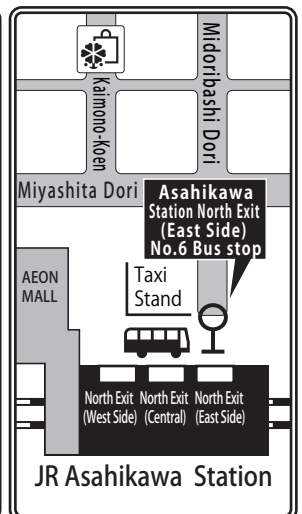 Kaimono-Koen
Midoribashi Dori
Miyashita Dori
Asahikawa
Station North Exit
(East Side)
No.6 Bus stop
AEON
MALL
Taxi
Stand
North Exit
(West Side)
North Exit
(Central)
North Exit
(East Side)
JR Asahikawa Station